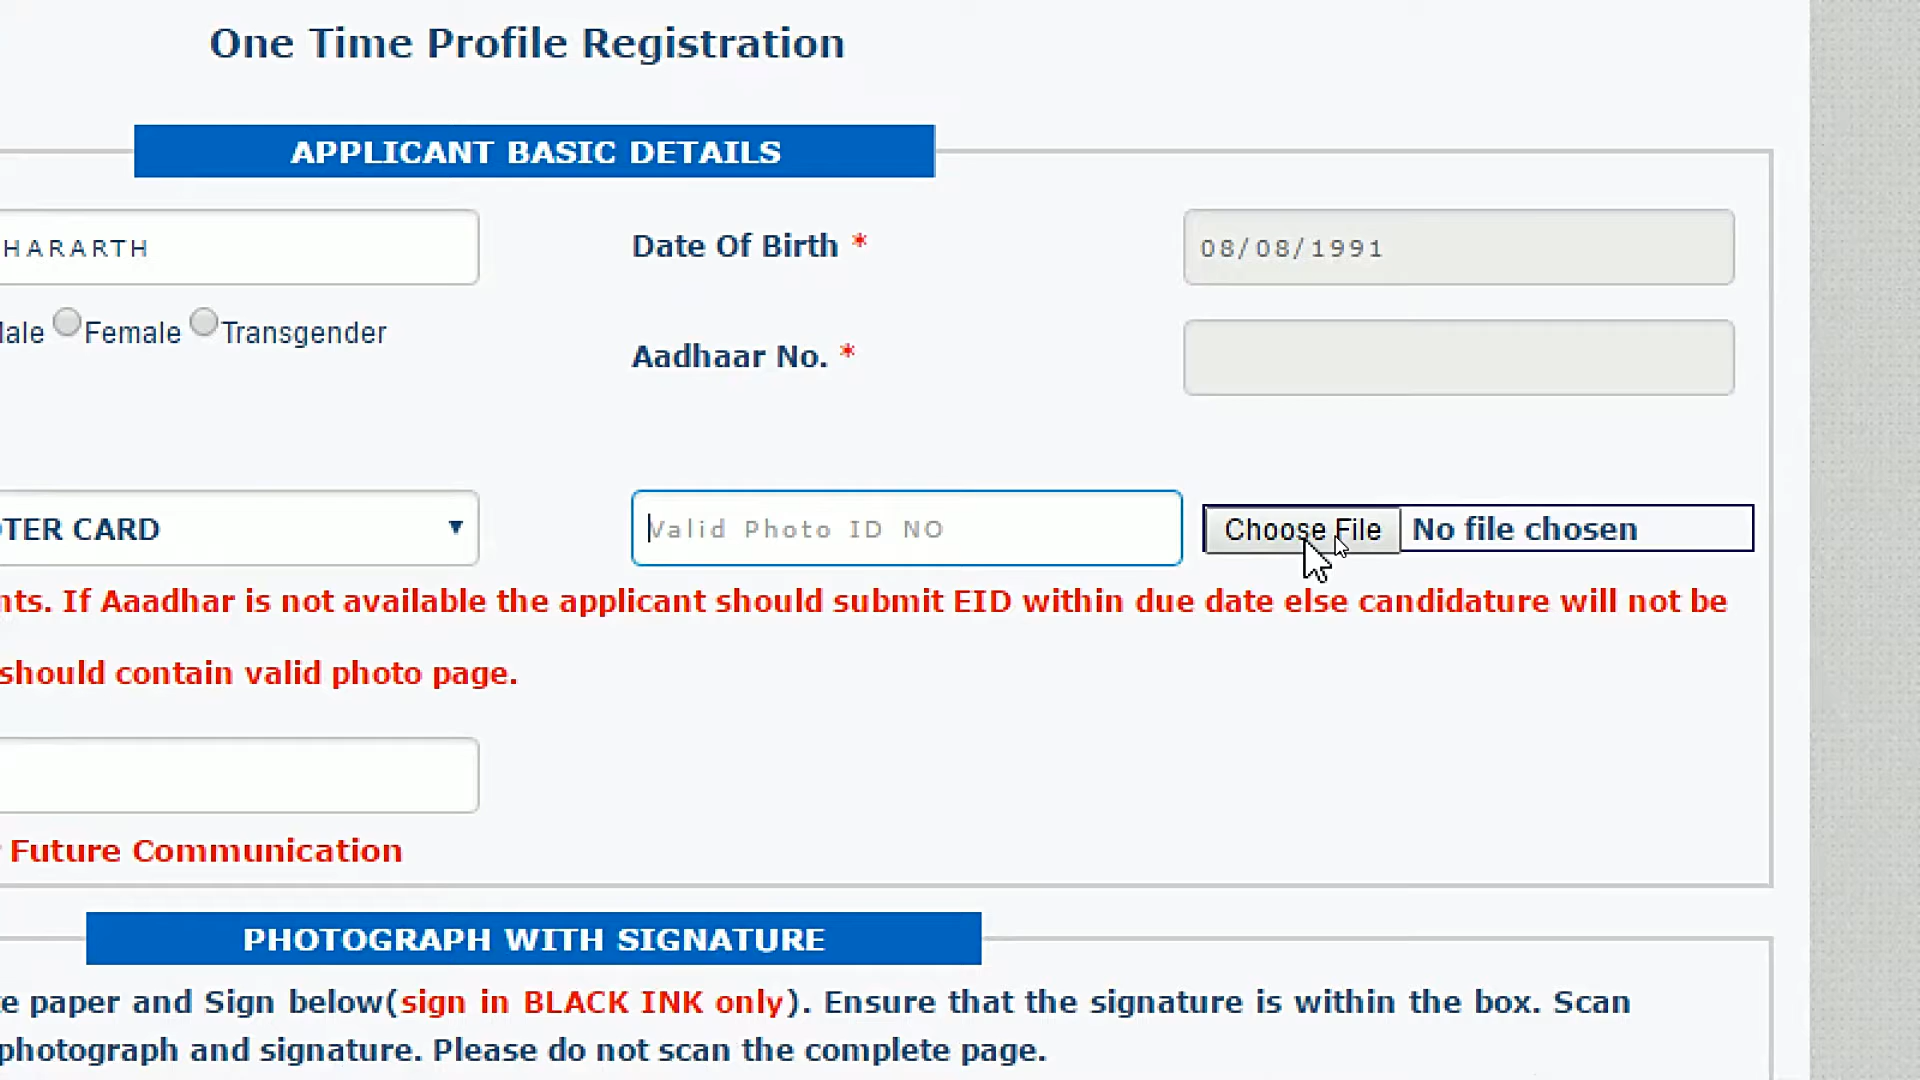 One Time Profile Registration
APPLICANT BASIC DETAILS
HARARTH
Date Of Birth *
08/08/1991
Female
Transgender
Aadhaar No. *
CARD
Valid Photo ID NO
Choose File
No file chosen
If Aaadhar is not available the applicant should submit EID within due date else candidature will not be
should contain valid photo page.
Future Communication
PHOTOGRAPH WITH SIGNATURE
paper and Sign below(sign in BLACK INK only). Ensure that the signature is within the box. Scan
photograph and signature. Please do not scan the complete page.